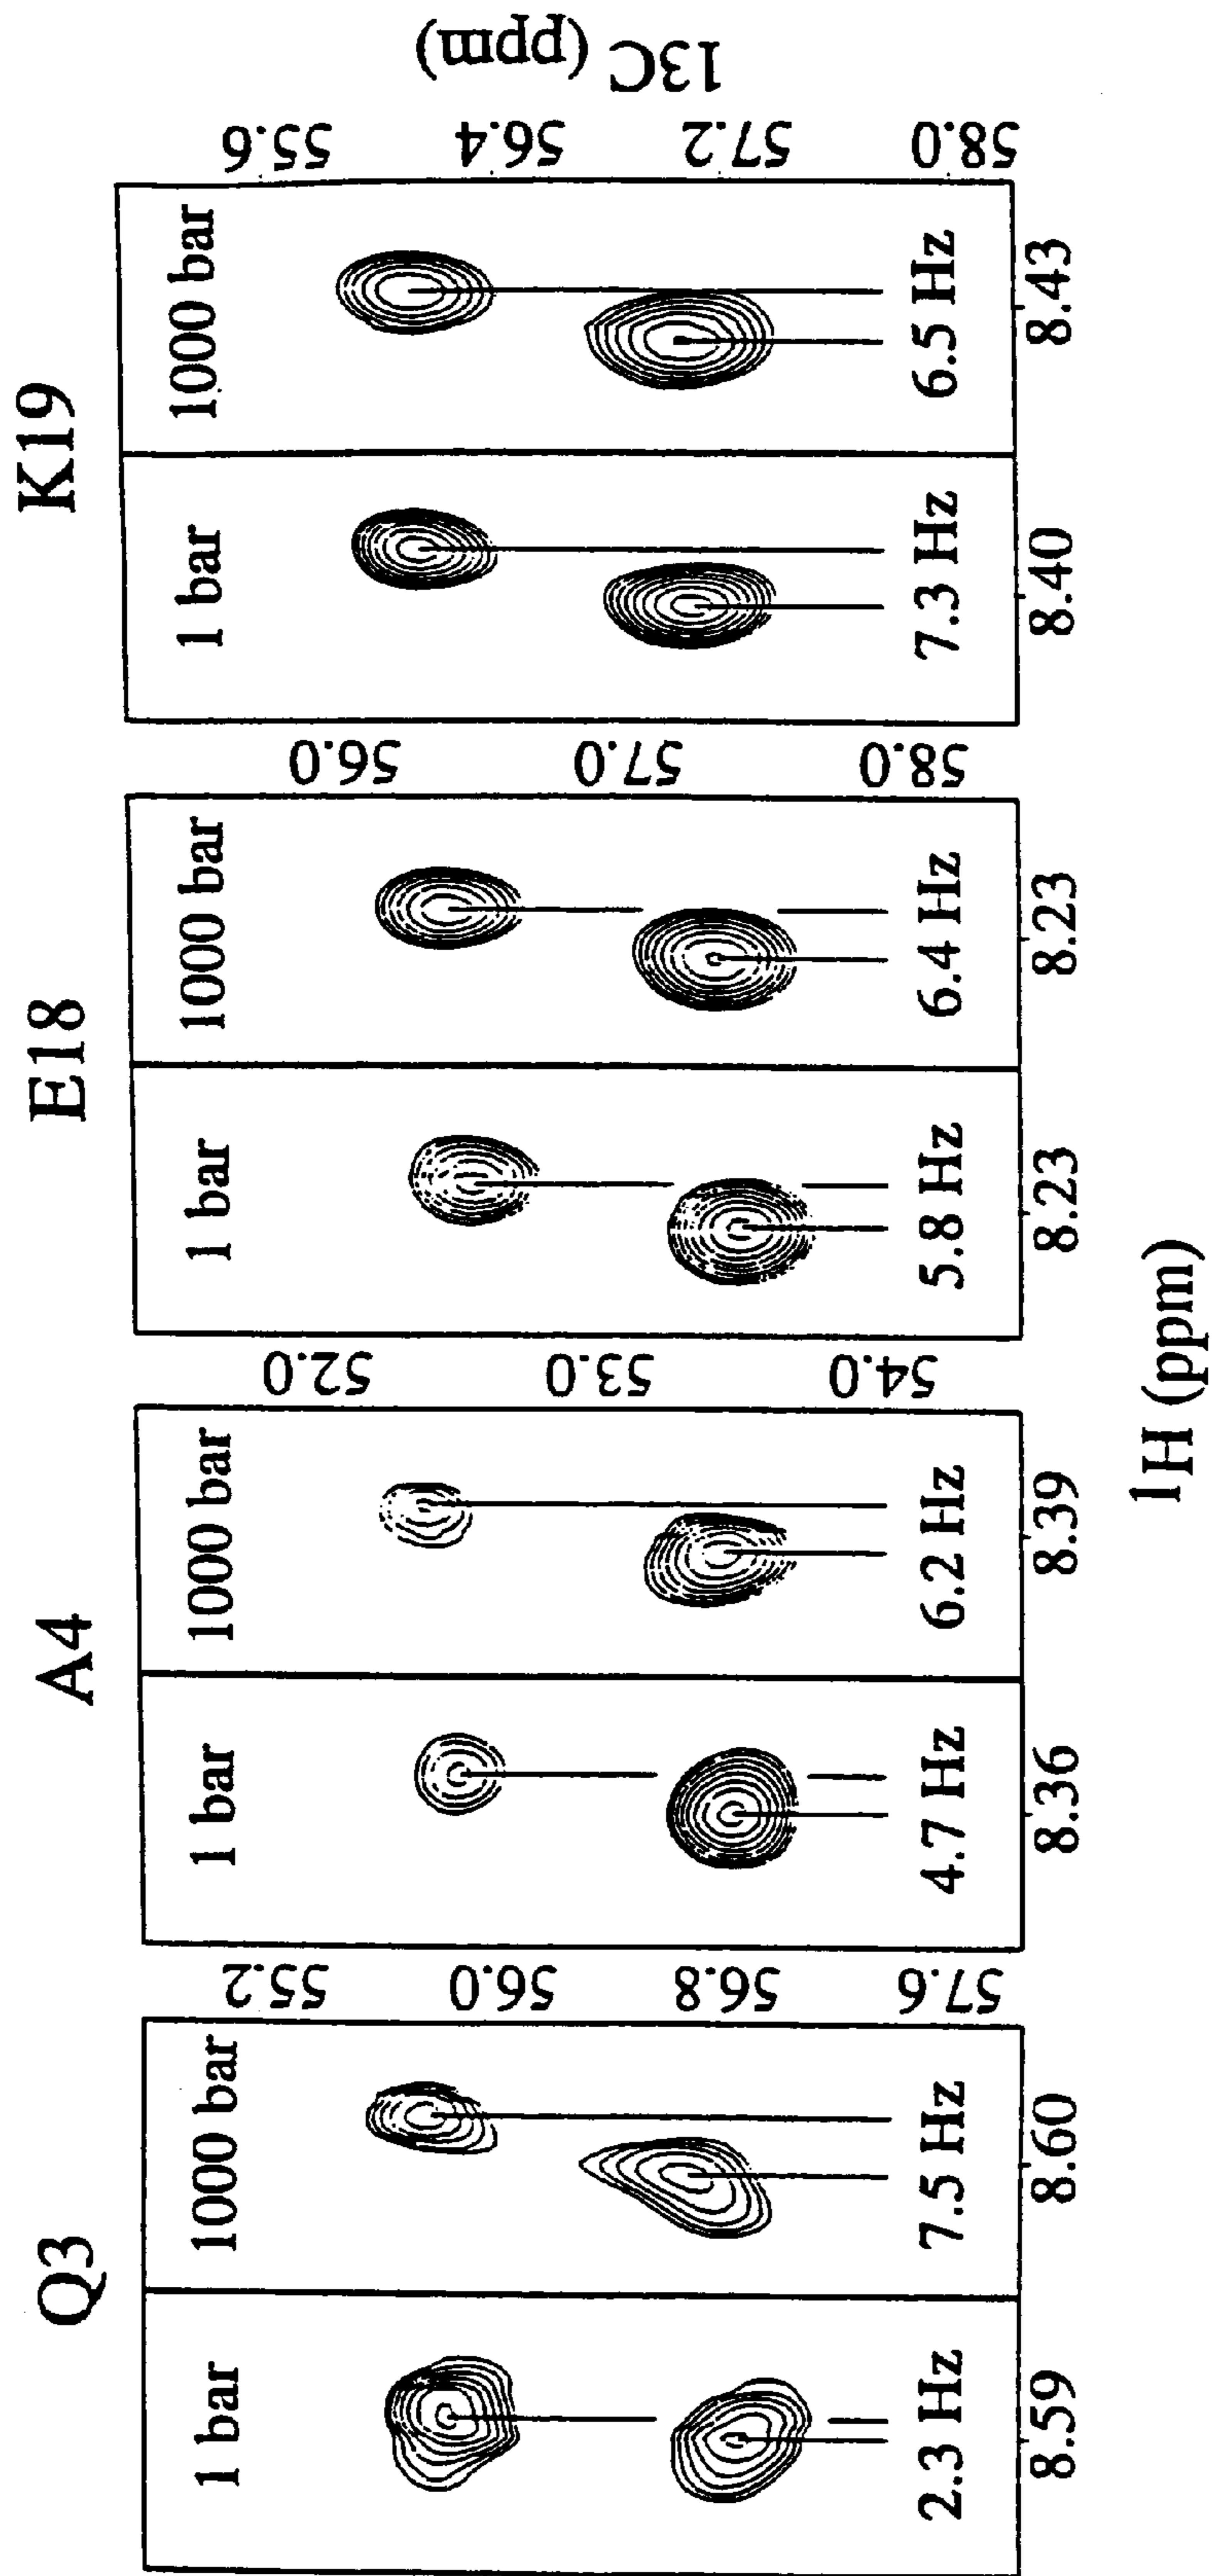 Q3
1 bar
1000 bar
2.3 Hz
7.5 Hz
8.59
8.60
55.2
56.0
56.8
57.6
A4
1 bar
1000 bar
4.7 Hz
6.2 Hz
8.36
8.39
52.0
53.0
54.0
E18
1 bar
1000 bar
5.8 Hz
6.4 Hz
8.23
8.23
56.0
57.0
58.0
K19
1 bar
1000 bar
7.3 Hz
6.5 Hz
8.40
8.43
55.6
56.4
57.2
58.0
13C
(ppm)
1H (ppm)